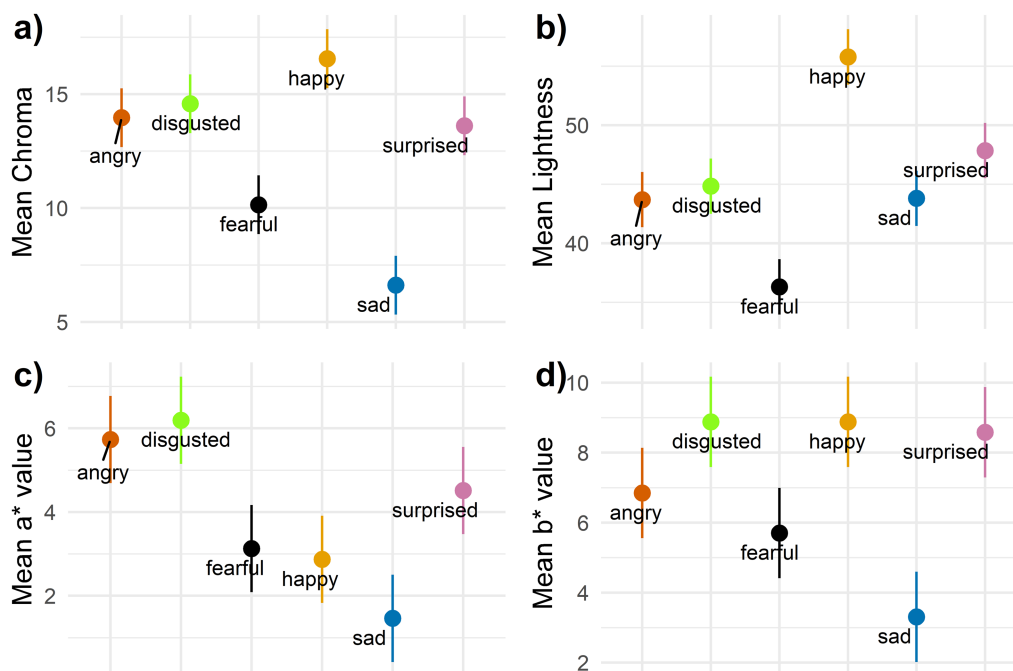 a)
Mean Chroma
15
10
5
angry
disgusted
fearful
happy
sad
surprised
b)
Mean Lightness
50
40
angry
disgusted
fearful
happy
sad
surprised
c)
Mean a* value
6
4
2
angry
disgusted
fearful
happy
sad
surprised
d)
Mean b* value
10
8
6
4
2
angry
disgusted
fearful
happy
sad
surprised